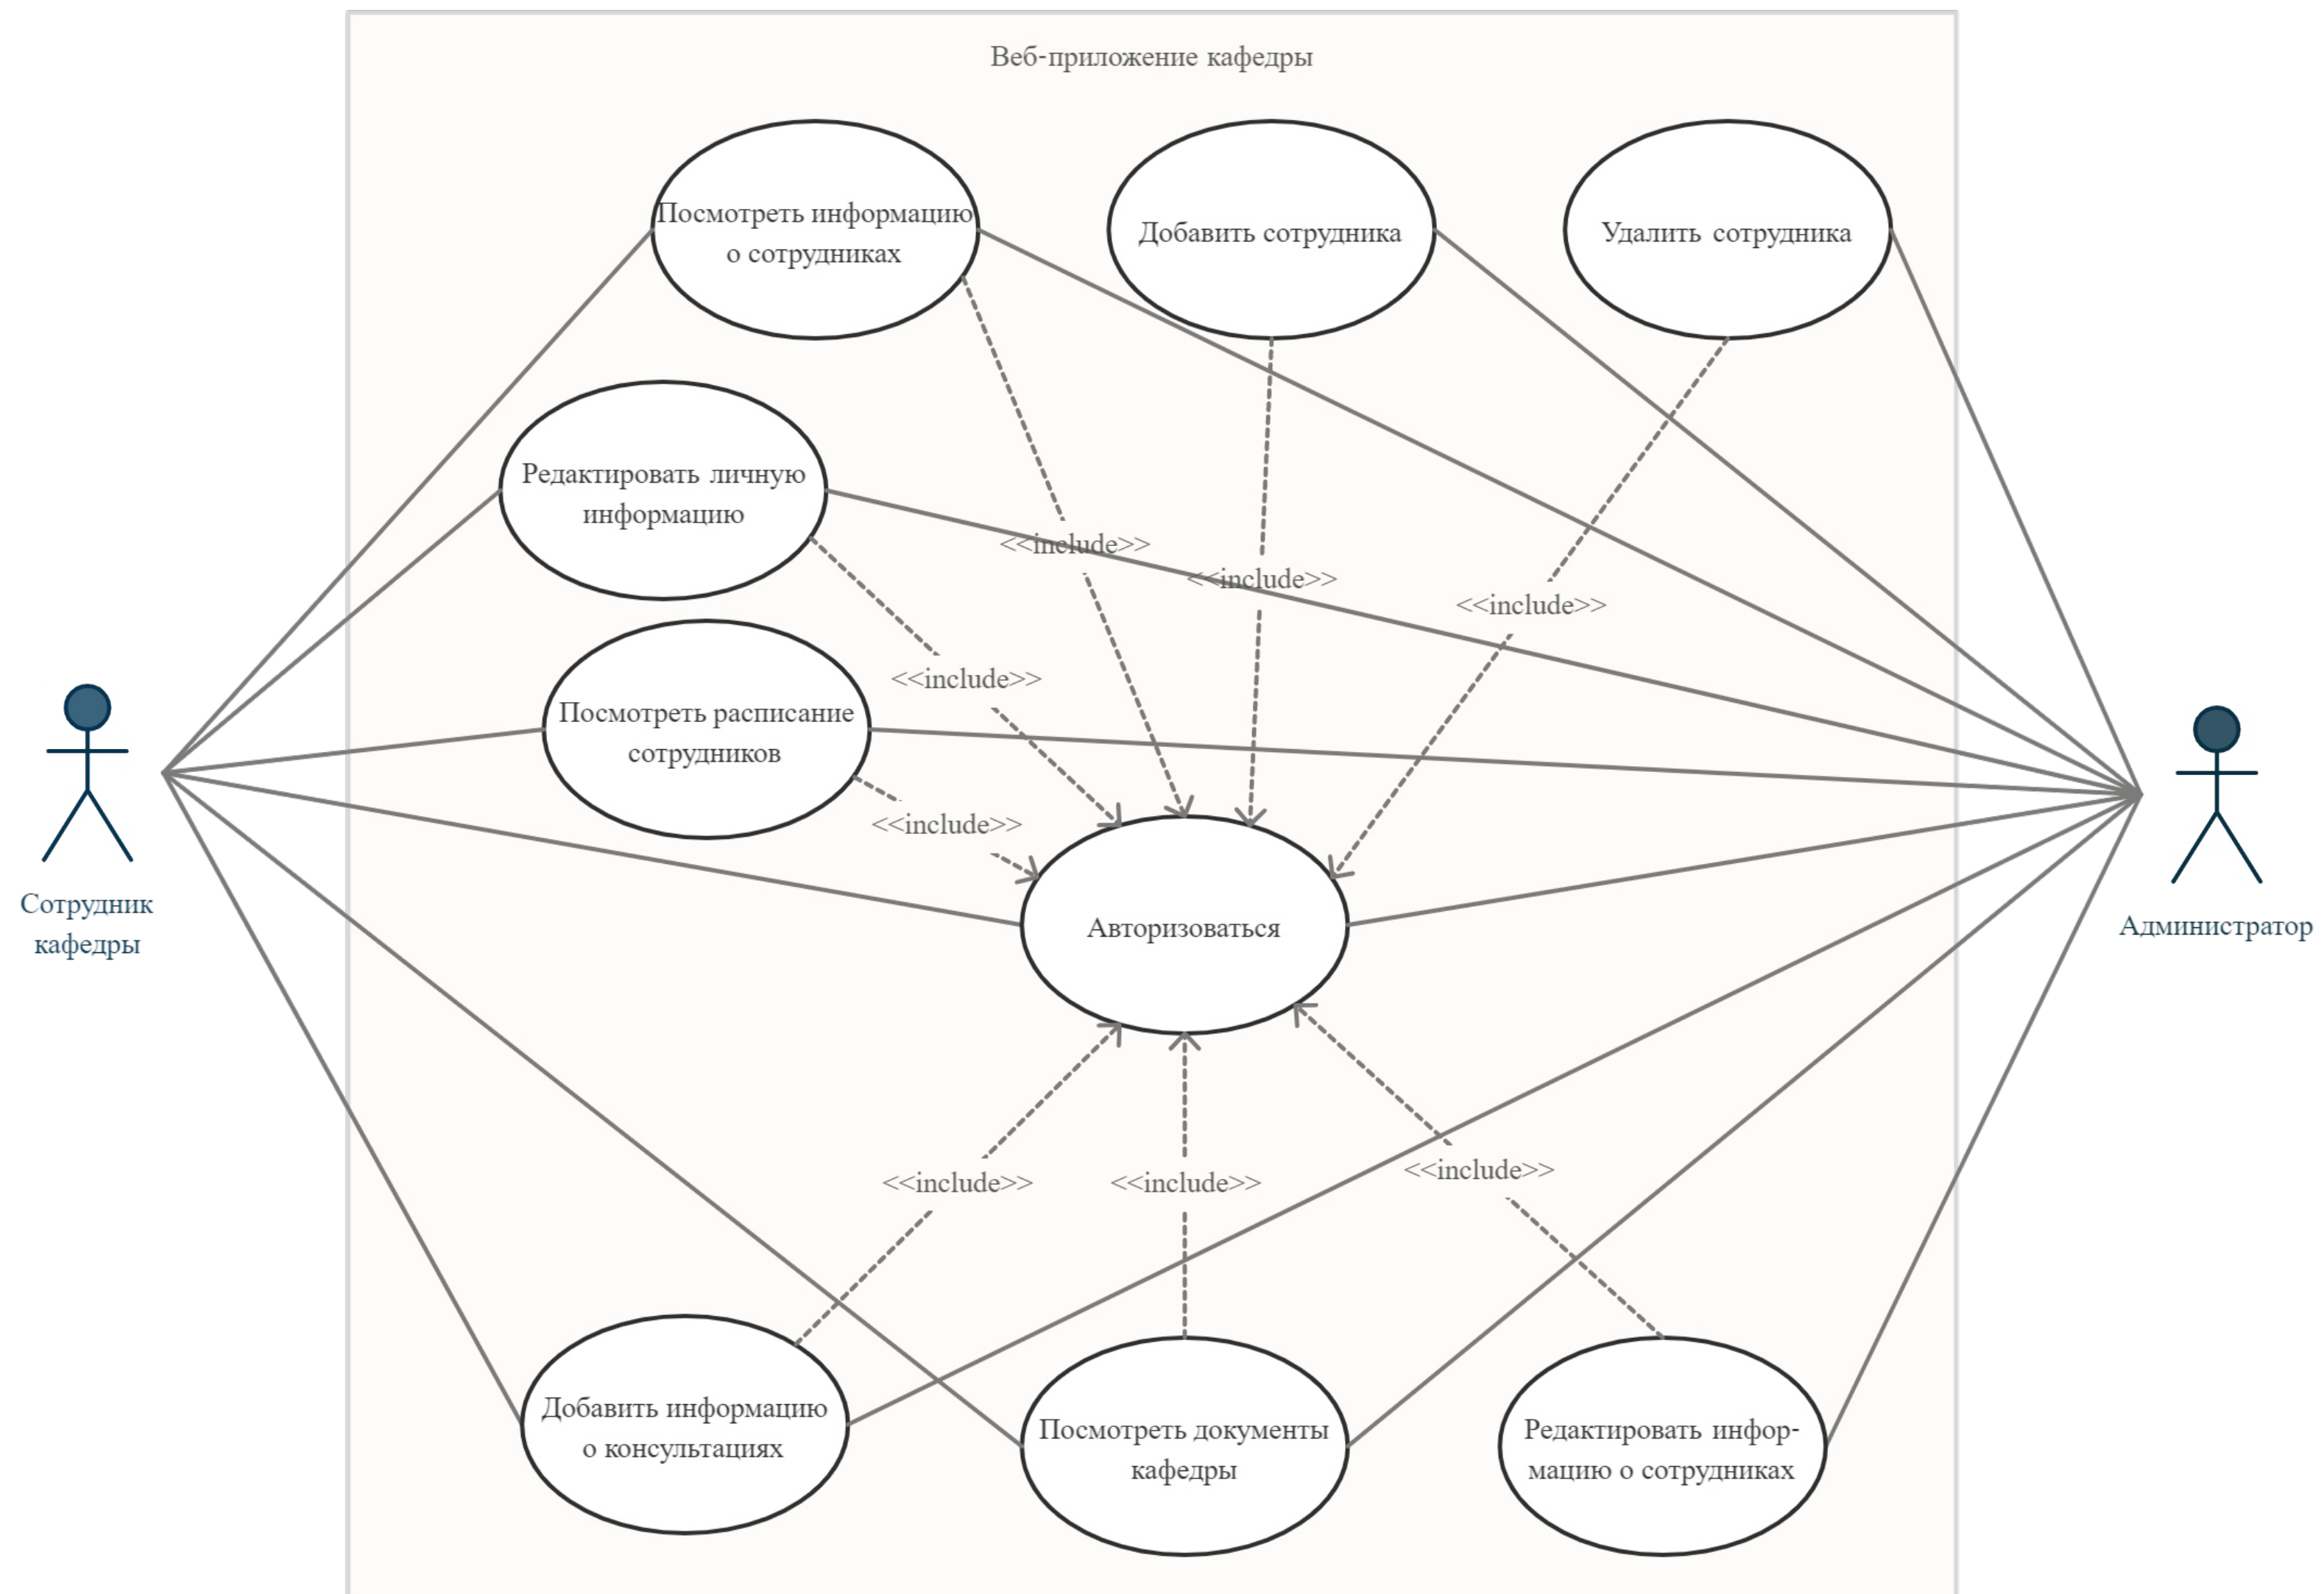 Веб-приложение кафедры
Посмотреть информацию
о сотрудниках
Добавить сотрудника
Удалить сотрудника
Редактировать личную
информацию
<<include>>
<<include>>
<<include>>
<<include>>
Посмотреть расписание
сотрудников
<<include>>
Сотрудник
кафедры
Авторизоваться
Администратор
<<include>>
<<include>>
<<include>>
Добавить информацию
о консультациях
Посмотреть документы
кафедры
Редактировать инфор-
мацию о сотрудниках